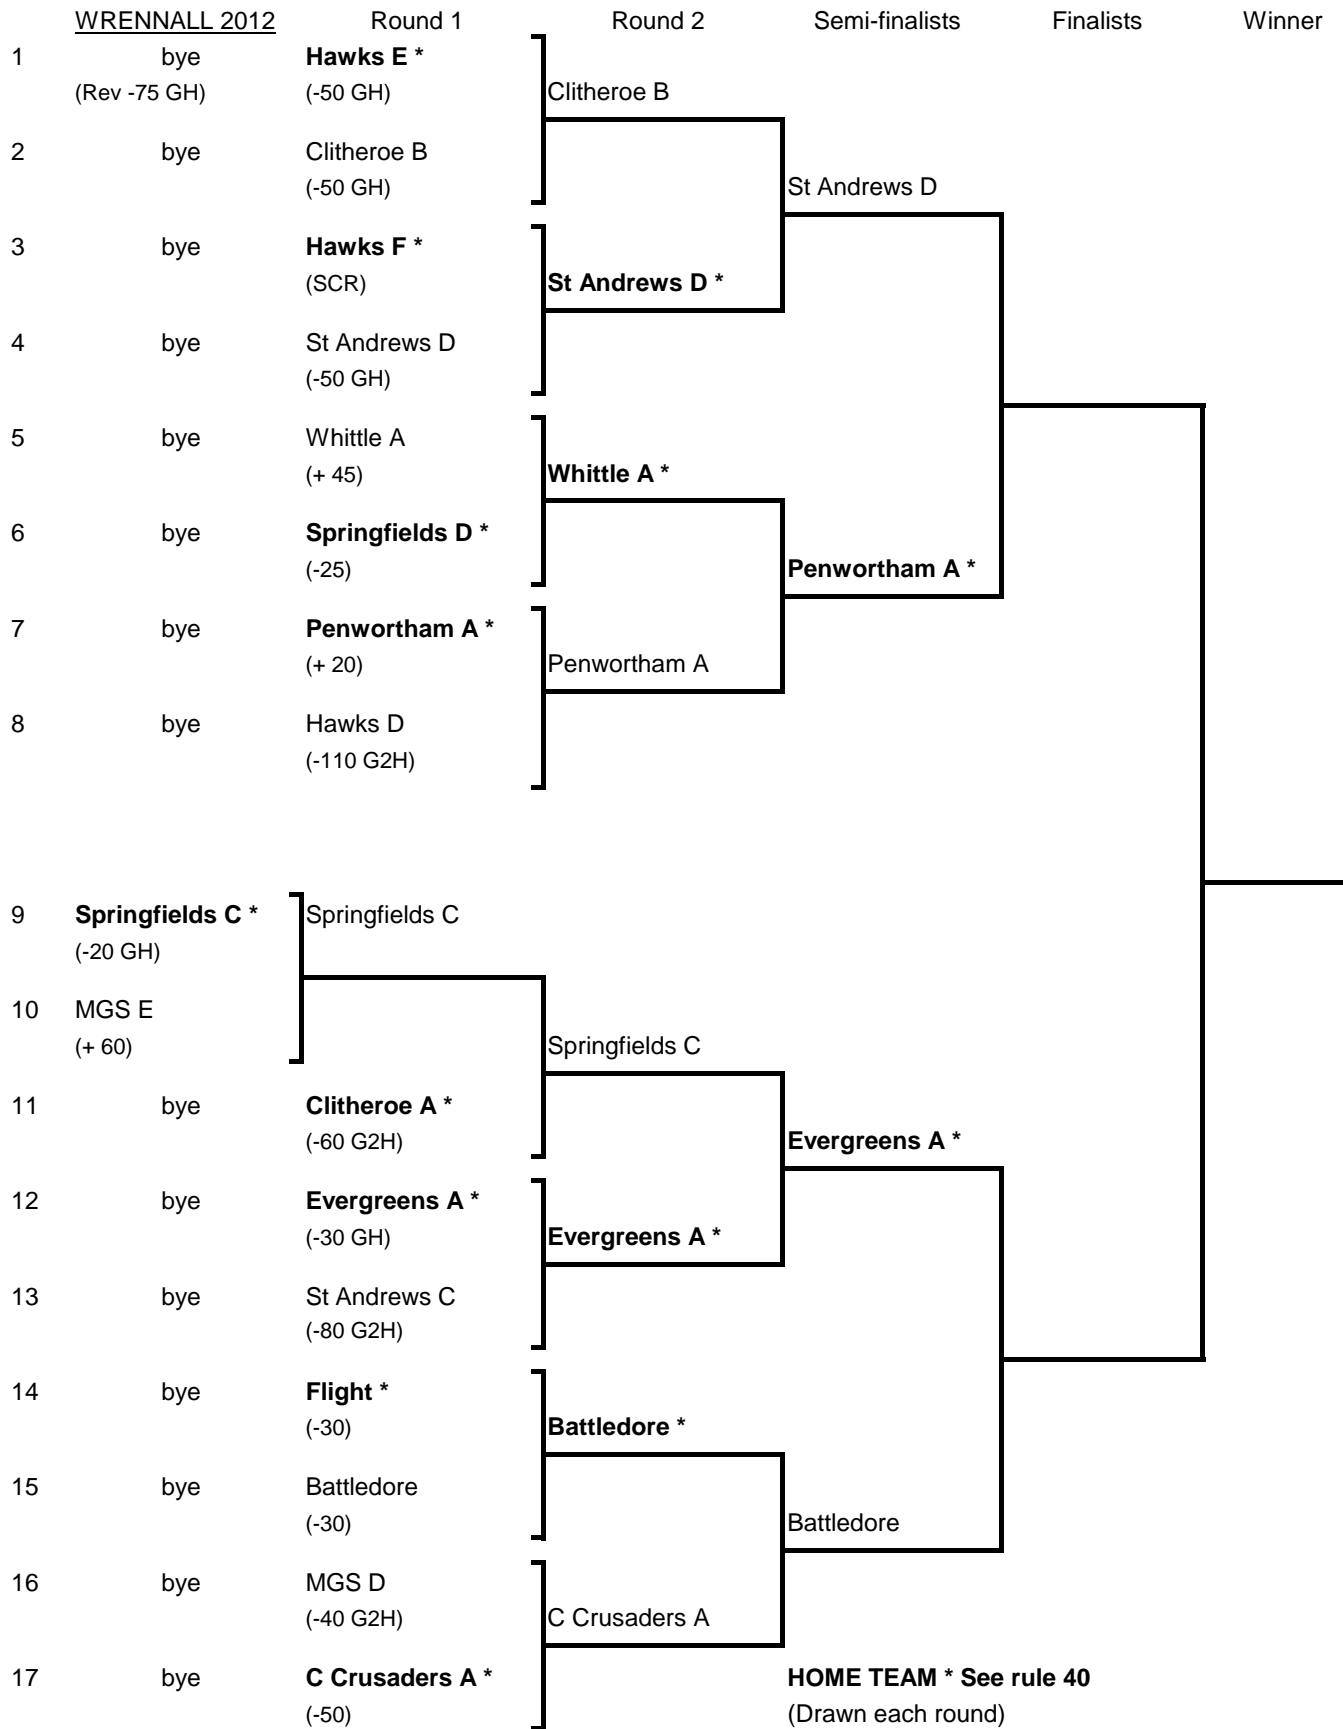 WRENNALL 2012 Round 1 Round 2 Semi-finalists Finalists Winner
1 bye Hawks E *
(Rev -75 GH) (-50 GH) Clitheroe B
2 bye Clitheroe B
(-50 GH) St Andrews D
3 bye Hawks F *
(SCR) St Andrews D *
4 bye St Andrews D
(-50 GH)
5 bye Whittle A
(+ 45) Whittle A *
6 bye Springfields D *
(-25) Penwortham A *
7 bye Penwortham A *
(+ 20) Penwortham A
8 bye Hawks D
(-110 G2H)
9 Springfields C * Springfields C
(-20 GH)
10 MGS E
(+ 60) Springfields C
11 bye Clitheroe A *
(-60 G2H) Evergreens A *
12 bye Evergreens A *
(-30 GH) Evergreens A *
13 bye St Andrews C
(-80 G2H)
14 bye Flight *
(-30) Battledore *
15 bye Battledore
(-30) Battledore
16 bye MGS D
(-40 G2H) C Crusaders A
17 bye C Crusaders A * HOME TEAM * See rule 40
(-50) (Drawn each round)